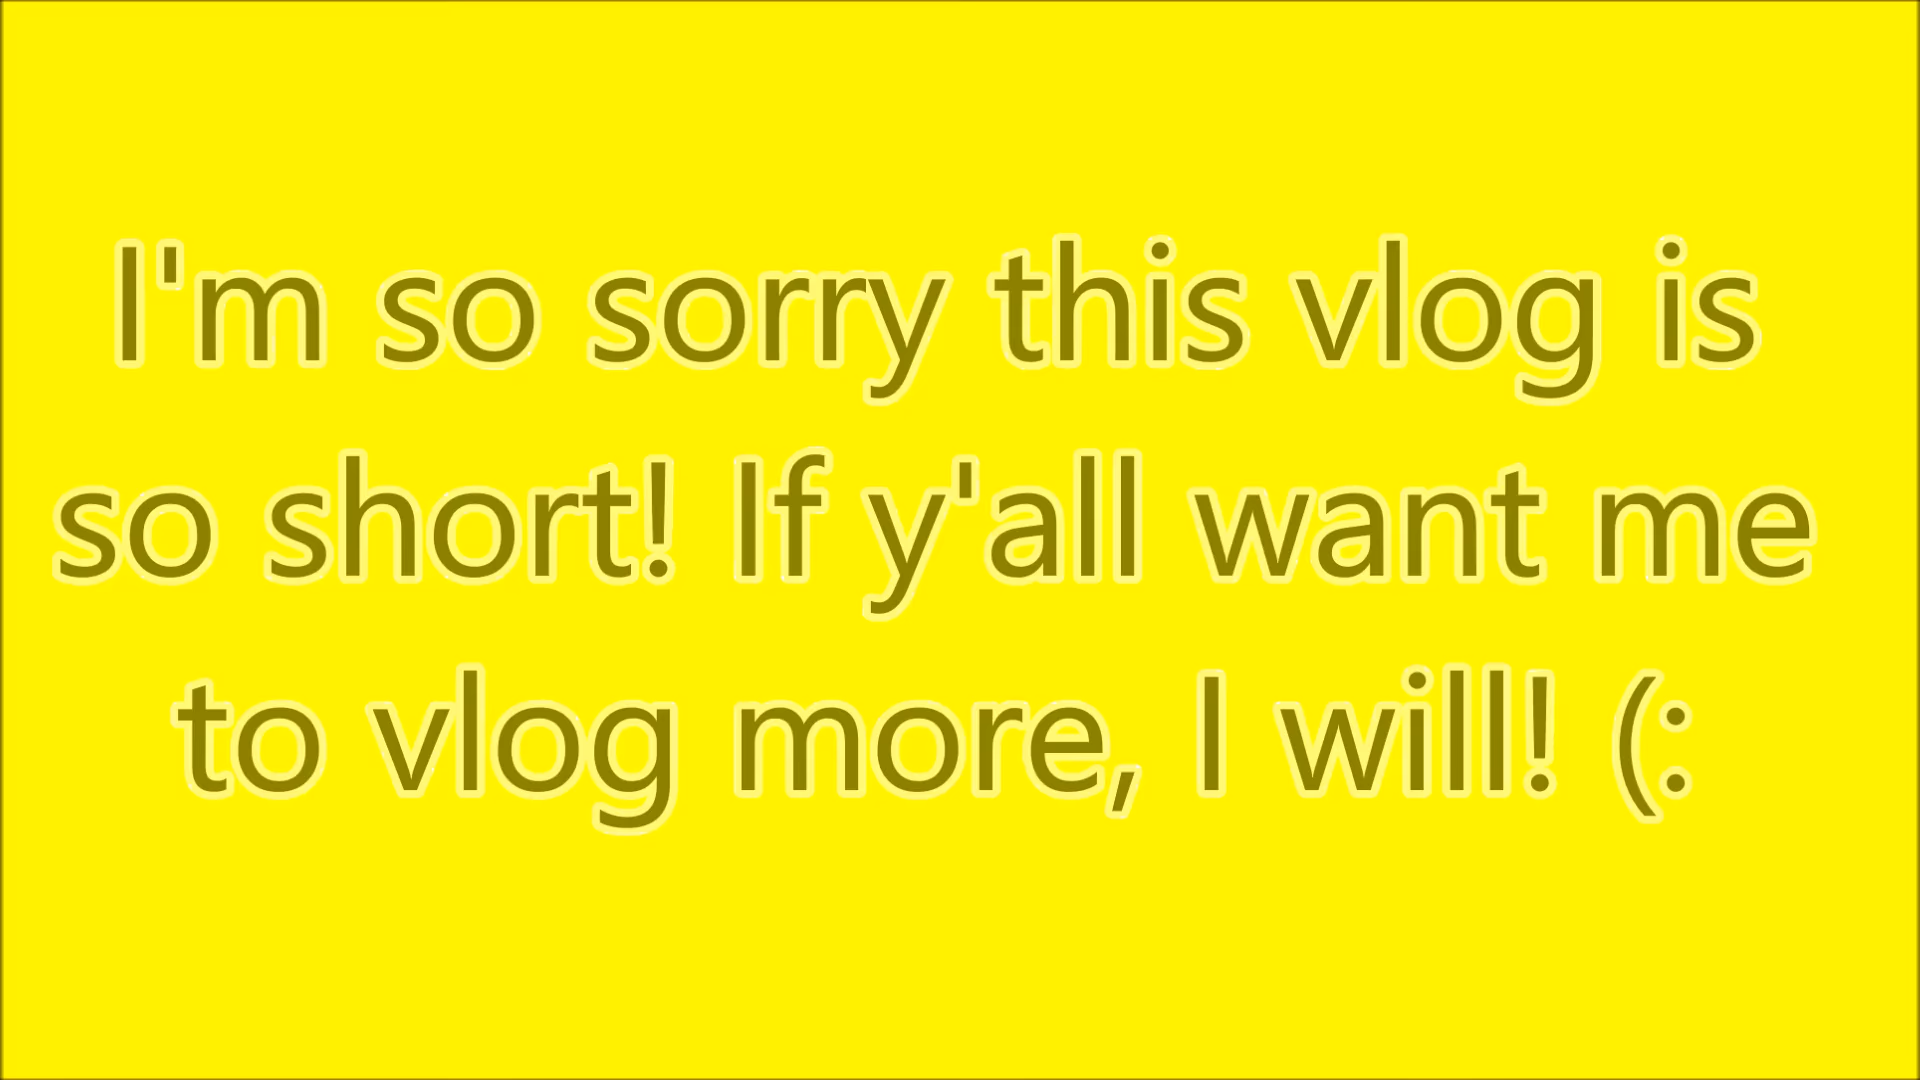 I'm so sorry this vlog is
so short! If y'all want me
to vlog more, I will! (: